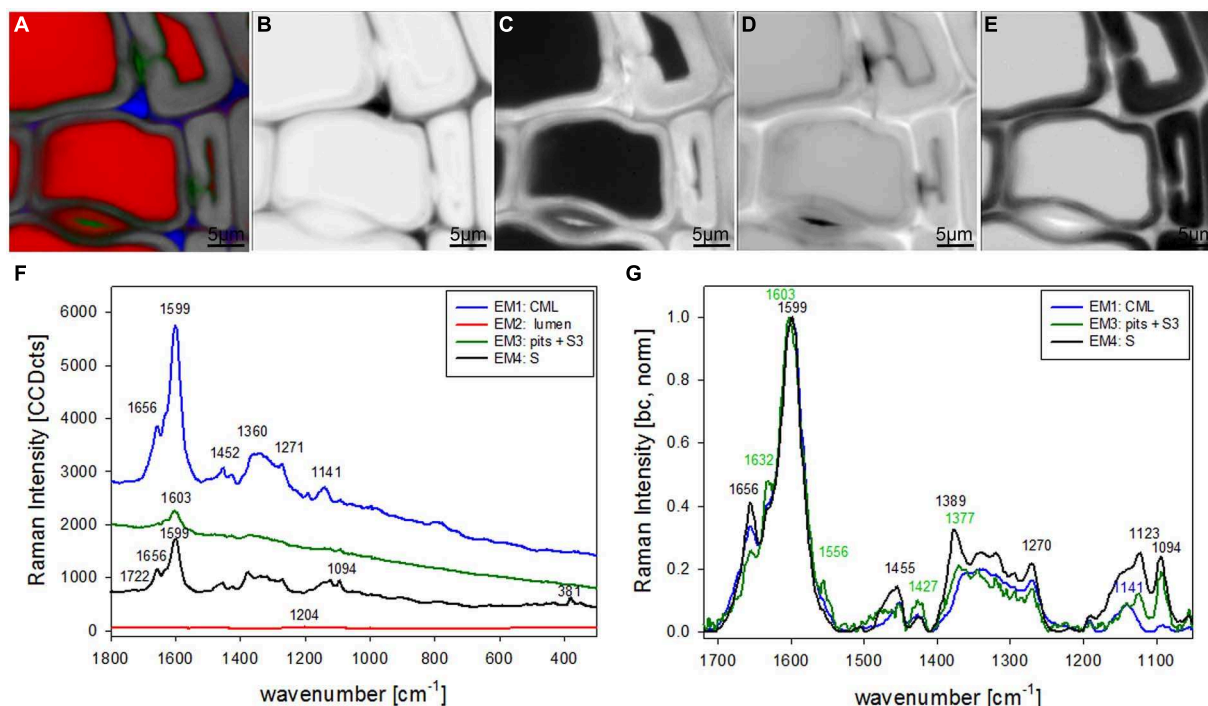 A
B
C
D
E
5µm
5µm
5µm
5µm
5µm
F
G
6000
5000
4000
3000
2000
1000
0
Raman Intensity [CCDcts]
1599
1656
1452
1360
1271
1141
1603
1599
1656
1722
1094
381
1204
EM1: CML
EM2: lumen
EM3: pits + S3
EM4: S
1800 1600 1400 1200 1000 800 600 400
wavenumber [cm-1]
1.0
0.8
0.6
0.4
0.2
0.0
Raman Intensity [bc, norm]
1603
1599
1632
1656
1556
1455
1427
1389
1377
1270
1123
1141
1094
EM1: CML
EM3: pits + S3
EM4: S
1700 1600 1500 1400 1300 1200 1100
wavenumber [cm-1]